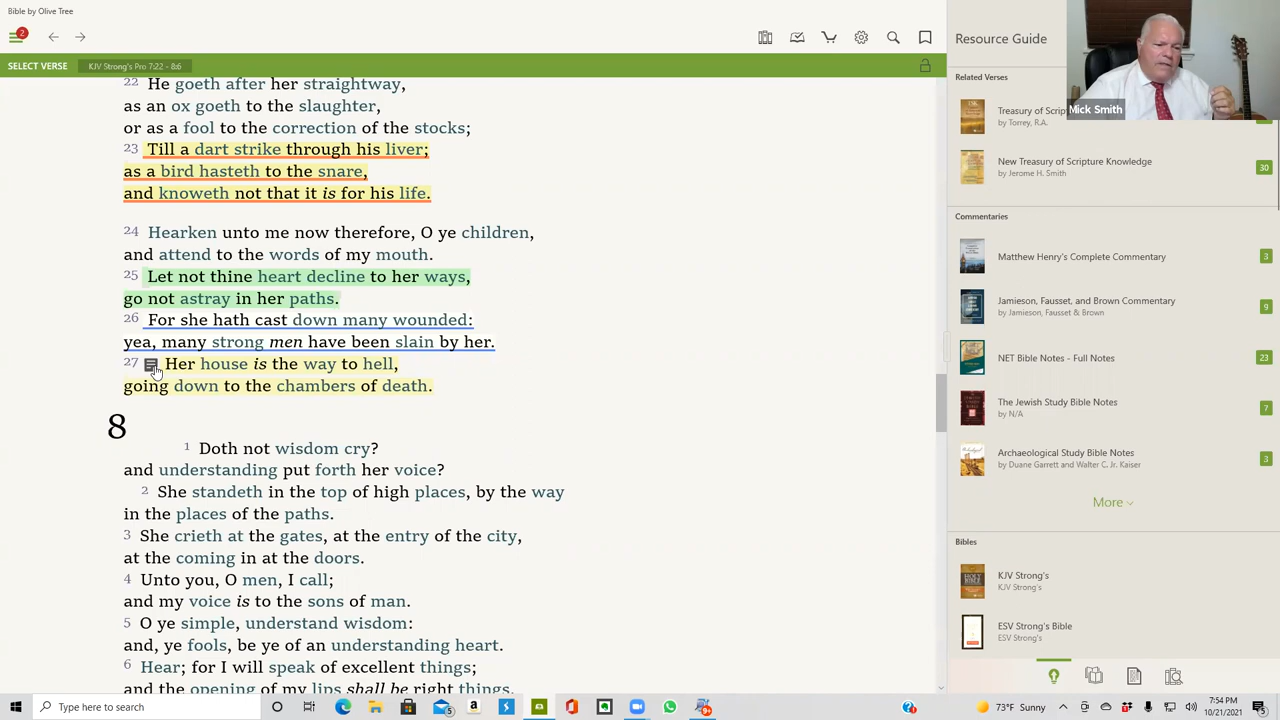 Bible by Olive Tree
2
SELECT VERSE
KJV Strong's Pro 7:22 - 8:6
22 He goeth after her straightway,
as an ox goeth to the slaughter,
or as a fool to the correction of the stocks;
23 Till a dart strike through his liver;
as a bird hasteth to the snare,
and knoweth not that it is for his life.
24 Hearken unto me now therefore, O ye children,
and attend to the words of my mouth.
25 Let not thine heart decline to her ways,
go not astray in her paths.
26 For she hath cast down many wounded:
yea, many strong men have been slain by her.
27 Her house is the way to hell,
going down to the chambers of death.
8
1 Doth not wisdom cry?
and understanding put forth her voice?
2 She standeth in the top of high places, by the way
in the places of the paths.
3 She crieth at the gates, at the entry of the city,
at the coming in at the doors.
4 Unto you, O men, I call;
and my voice is to the sons of man.
5 O ye simple, understand wisdom:
and, ye fools, be ye of an understanding heart.
6 Hear; for I will speak of excellent things;
and the opening of my lips shall be right things.
Resource Guide
Mick Smith
Related Verses
Treasury of
by Torrey, R.A.
New Treasury of Scripture Knowledge
by Jerome H. Smith
30
Commentaries
Matthew Henry's Complete Commentary
3
Jamieson, Fausset, and Brown Commentary
by Jamieson, Fausset & Brown
9
NET Bible Notes - Full Notes
23
The Jewish Study Bible Notes
by N/A
7
Archaeological Study Bible Notes
by Duane Garrett and Walter C. Jr. Kaiser
3
More
Bibles
KJV Strong's
KJV Strong's
ESV Strong's Bible
ESV Strong's
Type here to search
73°F Sunny
7:54 PM
10/21/2021